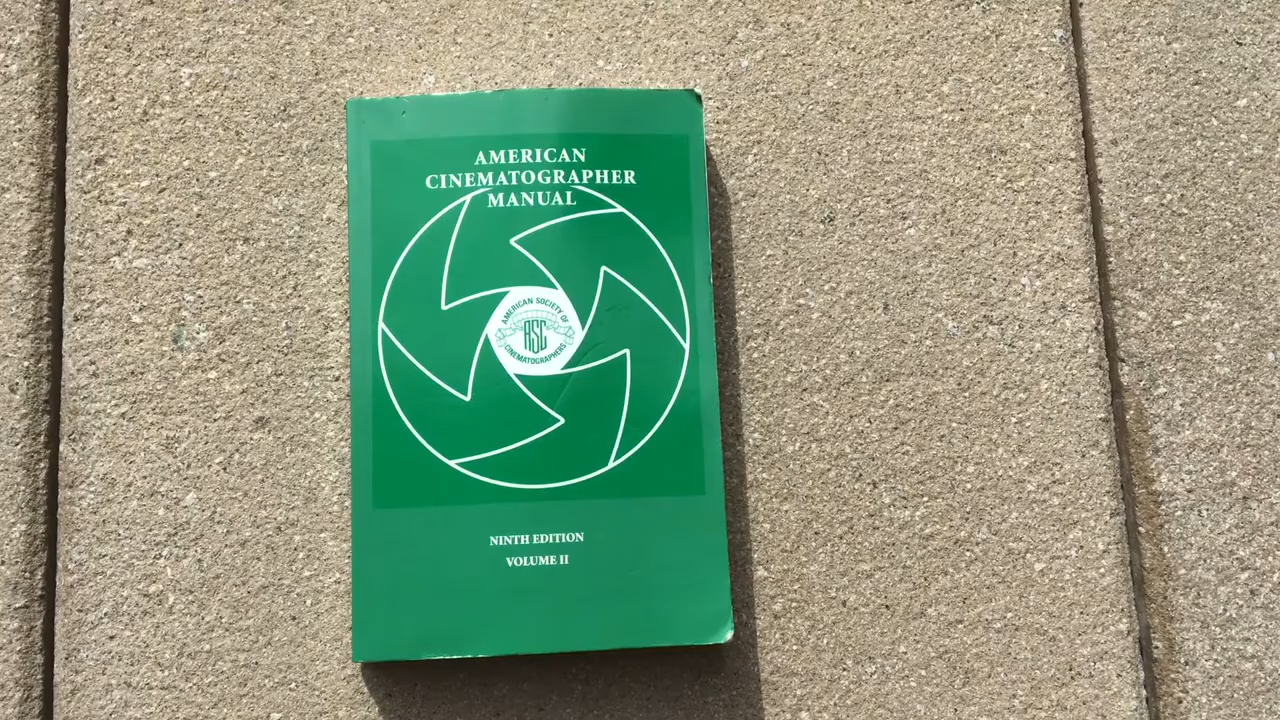 AMERICAN
CINEMATOGRAPHER
MANUAL
AMERICAN SOCIETY OF
ASC
CINEMATOGRAPHERS
NINTH EDITION
VOLUME II